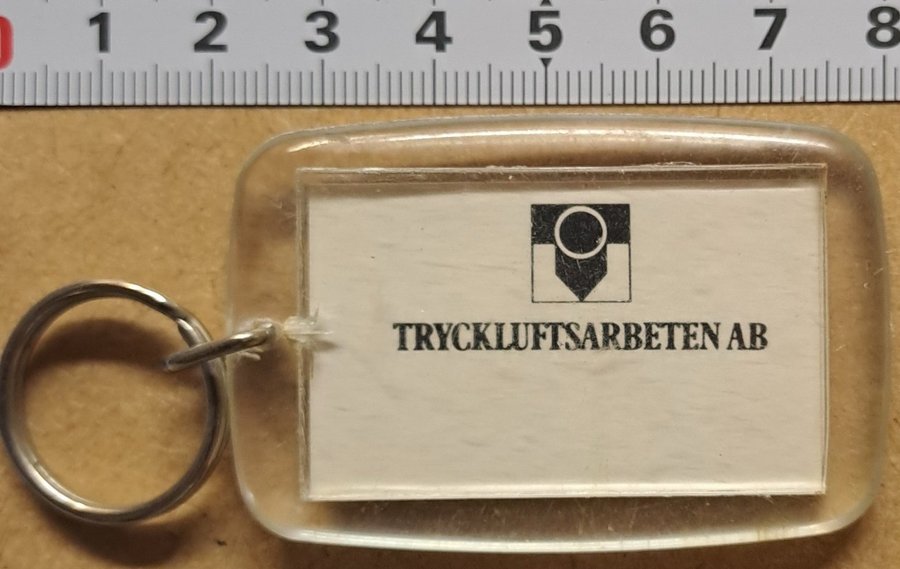 1 2 3 4 5 6 7 8
TRYCKLUFTSARBETEN AB